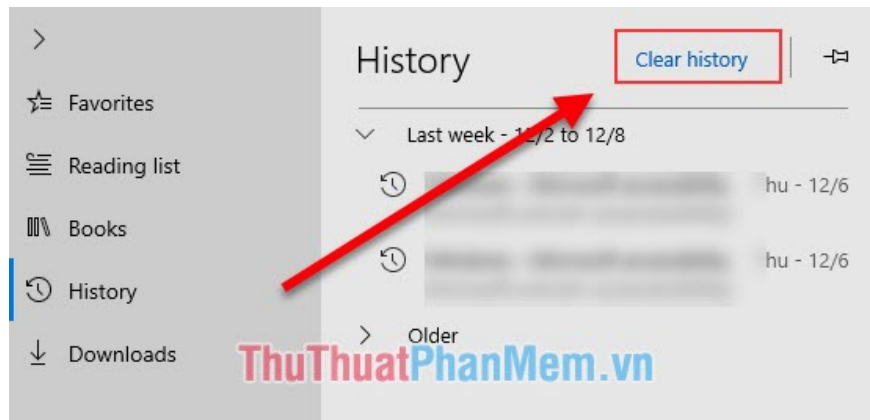 Favorites
Reading list
Books
History
Downloads
History
Clear history
Last week - 12/2 to 12/8
hu - 12/6
hu - 12/6
Older
ThuThuatPhanMem.vn